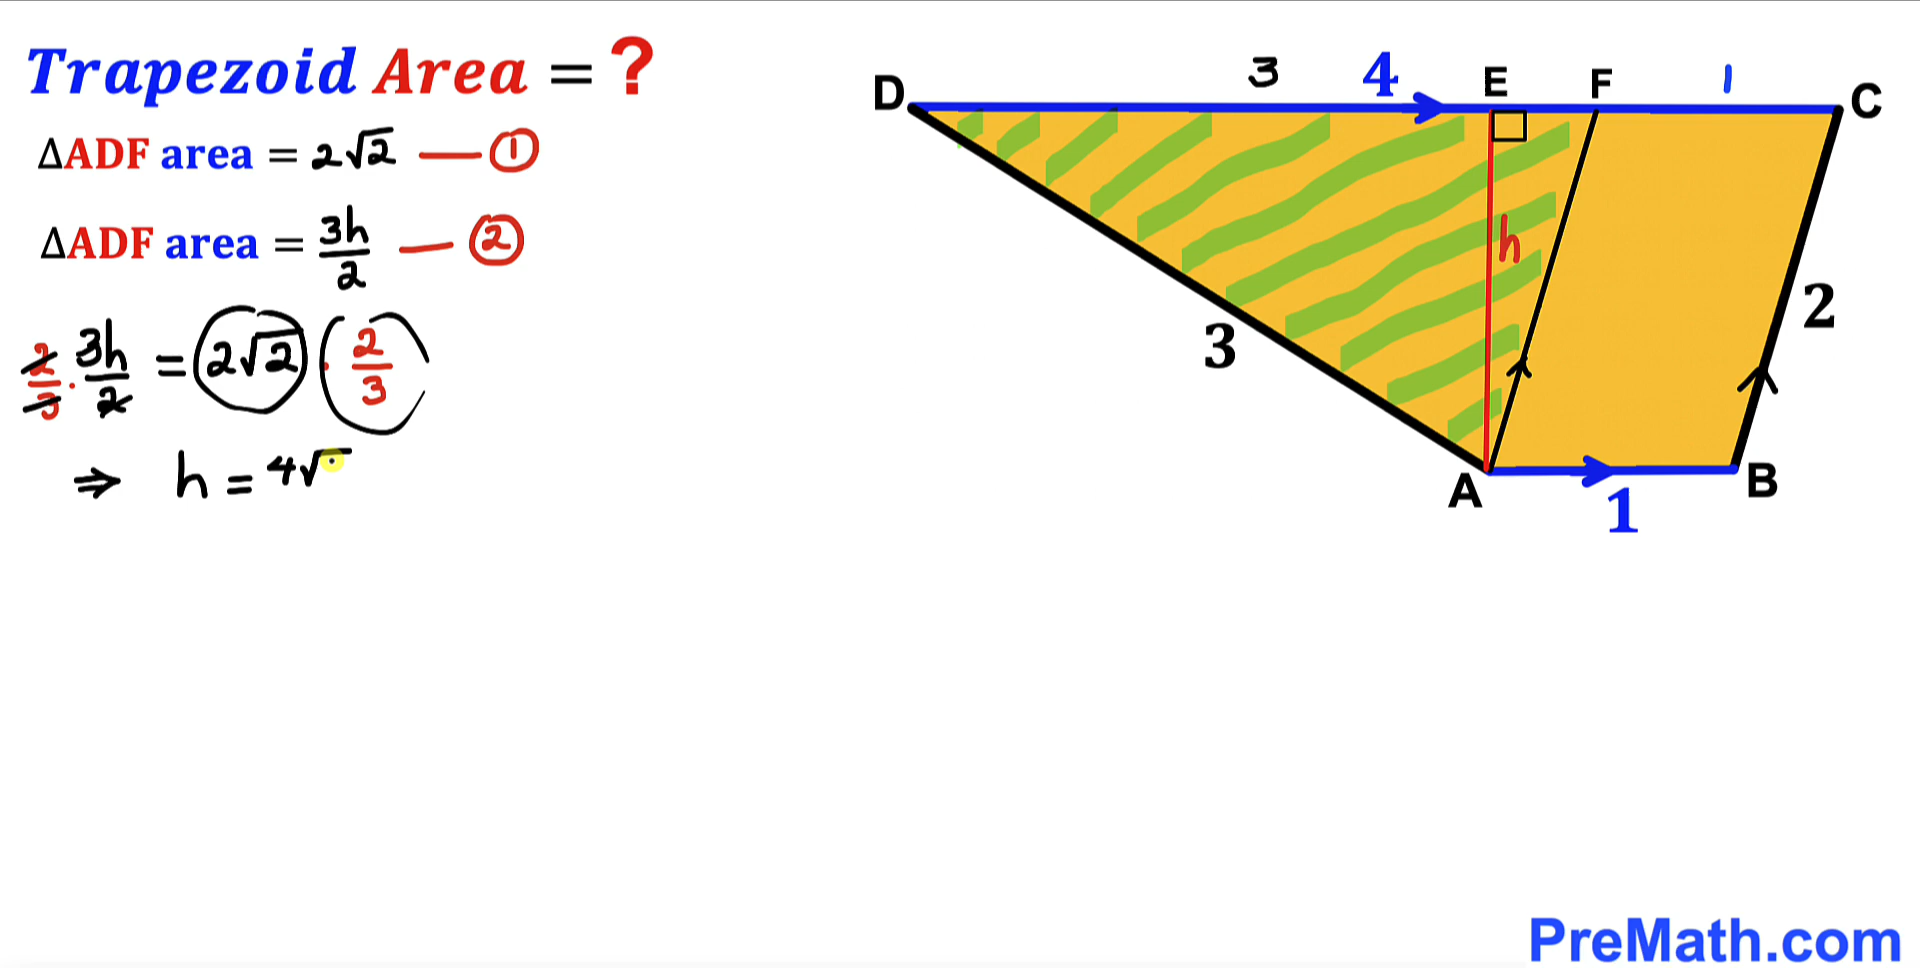 Trapezoid Area = ?
ΔADF area = 2√2 — ①
ΔADF area = 3h/2 — ②
2/3 · 3h/2 = 2√2 (· 2/3)
⇒ h = 4√
D 3 4 E F 1 C
h
3
2
A 1 B
PreMath.com